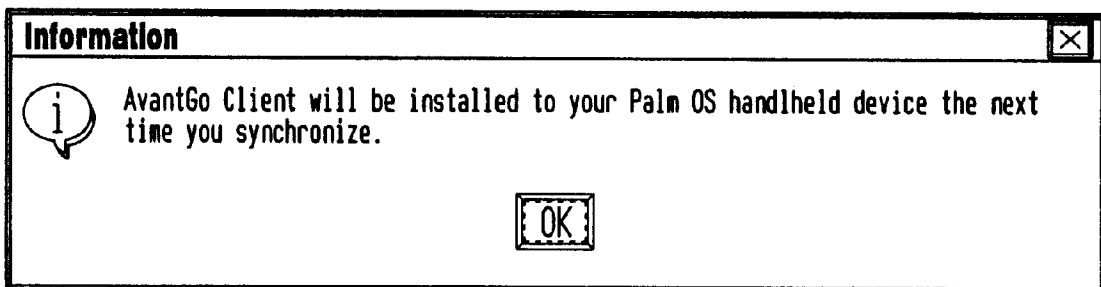 Information
AvantGo Client will be installed to your Palm OS handlheld device the next
time you synchronize.
OK